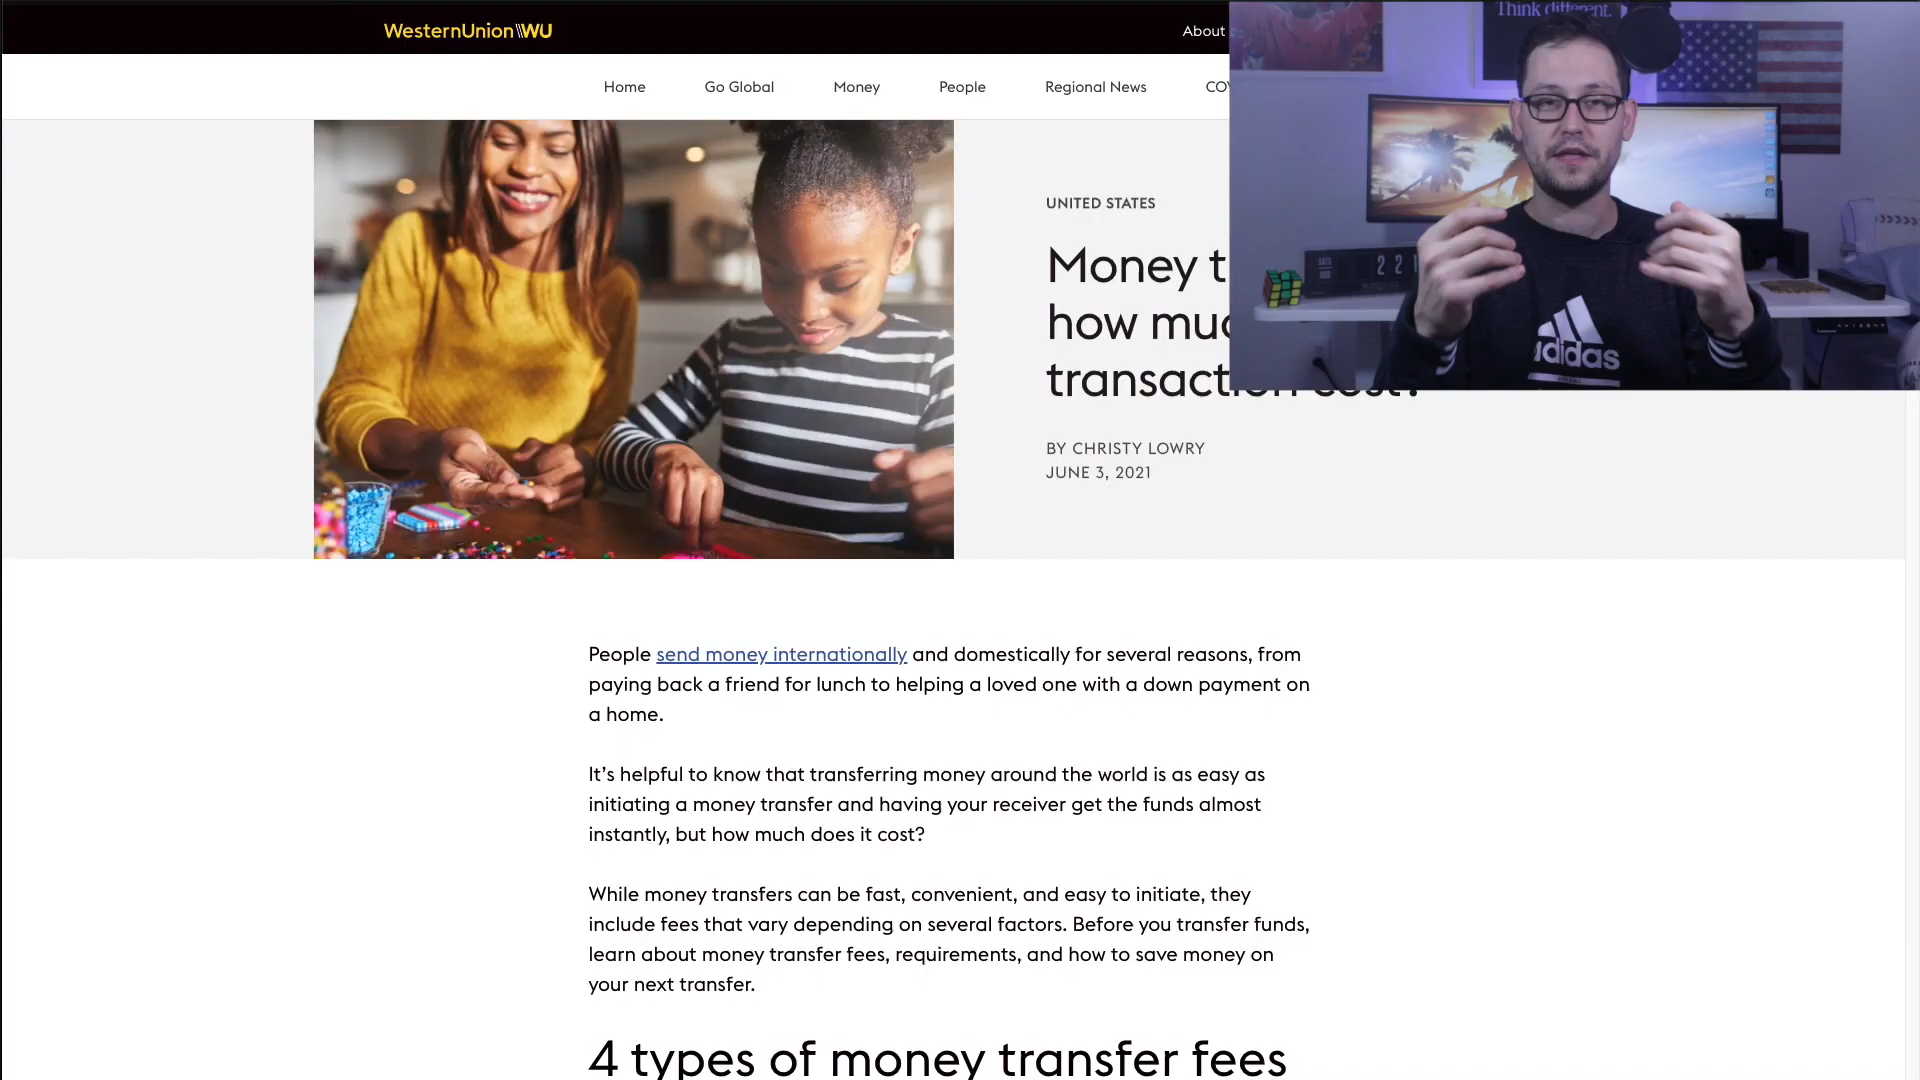 WesternUnion WU
About
Home Go Global Money People Regional News
Think different.
UNITED STATES
Money
how
BY CHRISTY LOWRY
JUNE 3, 2021
2 2 1
adidas
People send money internationally and domestically for several reasons, from
paying back a friend for lunch to helping a loved one with a down payment on
a home.
It’s helpful to know that transferring money around the world is as easy as
initiating a money transfer and having your receiver get the funds almost
instantly, but how much does it cost?
While money transfers can be fast, convenient, and easy to initiate, they
include fees that vary depending on several factors. Before you transfer funds,
learn about money transfer fees, requirements, and how to save money on
your next transfer.
4 types of money transfer fees